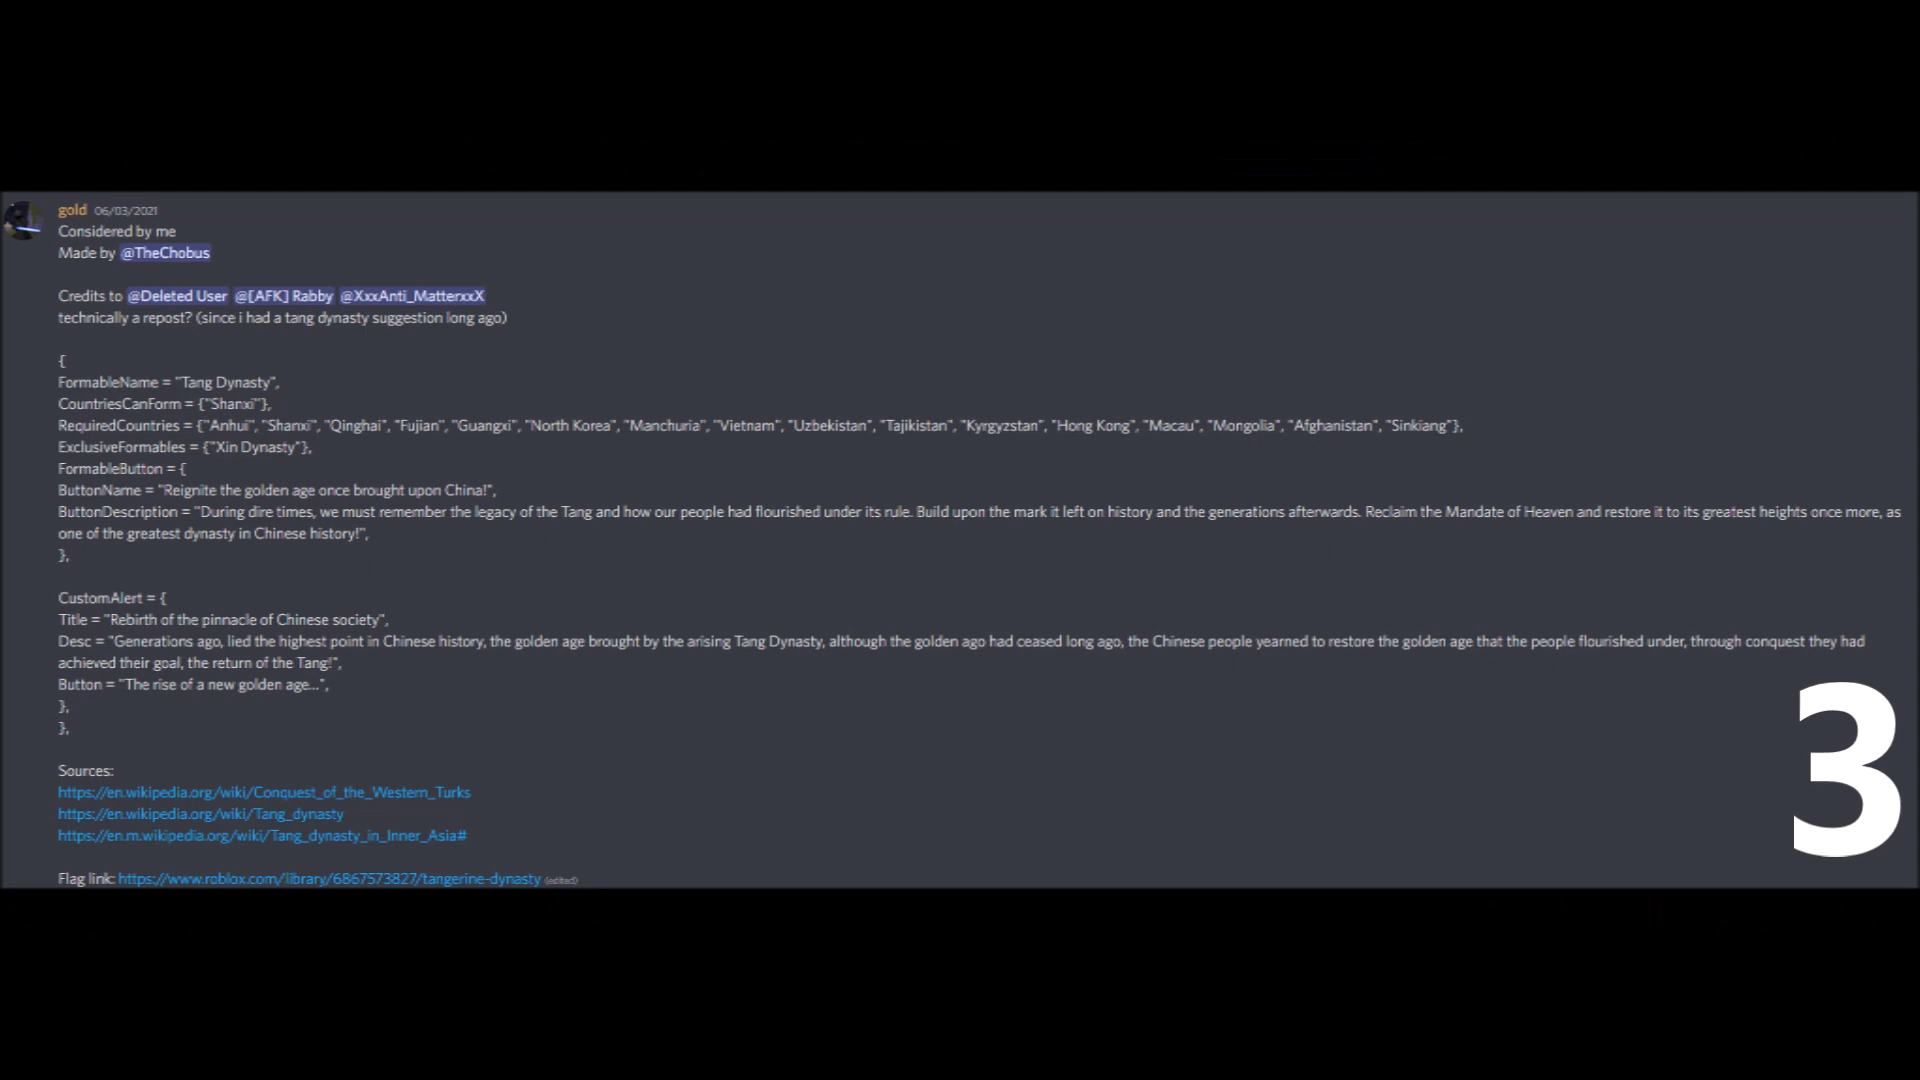 gold 06/03/2021
Considered by me
Made by @TheChobus
Credits to @Deleted User @[AFK] Rabby @XxxAnti_MatterxxX
technically a repost? (since i had a tang dynasty suggestion long ago)
{
FormableName = "Tang Dynasty",
CountriesCanForm = {"Shanxi"},
RequiredCountries = {"Anhui", "Shanxi", "Qinghai", "Fujian", "Guangxi", "North Korea", "Manchuria", "Vietnam", "Uzbekistan", "Tajikistan", "Kyrgyzstan", "Hong Kong", "Macau", "Mongolia", "Afghanistan", "Sinkiang"},
ExclusiveFormables = {"Xin Dynasty"},
FormableButton = {
ButtonName = "Reignite the golden age once brought upon China!",
ButtonDescription = "During dire times, we must remember the legacy of the Tang and how our people had flourished under its rule. Build upon the mark it left on history and the generations afterwards. Reclaim the Mandate of Heaven and restore it to its greatest heights once more, as
one of the greatest dynasty in Chinese history!",
},
CustomAlert = {
Title = "Rebirth of the pinnacle of Chinese society",
Desc = "Generations ago, lied the highest point in Chinese history, the golden age brought by the arising Tang Dynasty, although the golden ago had ceased long ago, the Chinese people yearned to restore the golden age that the people flourished under, through conquest they had
achieved their goal, the return of the Tang!",
Button = "The rise of a new golden age...",
},
},
Sources:
https://en.wikipedia.org/wiki/Conquest_of_the_Western_Turks
https://en.wikipedia.org/wiki/Tang_dynasty
https://en.m.wikipedia.org/wiki/Tang_dynasty_in_Inner_Asia#
Flag link: https://www.roblox.com/library/6867573827/tangerine-dynasty (edited)
3